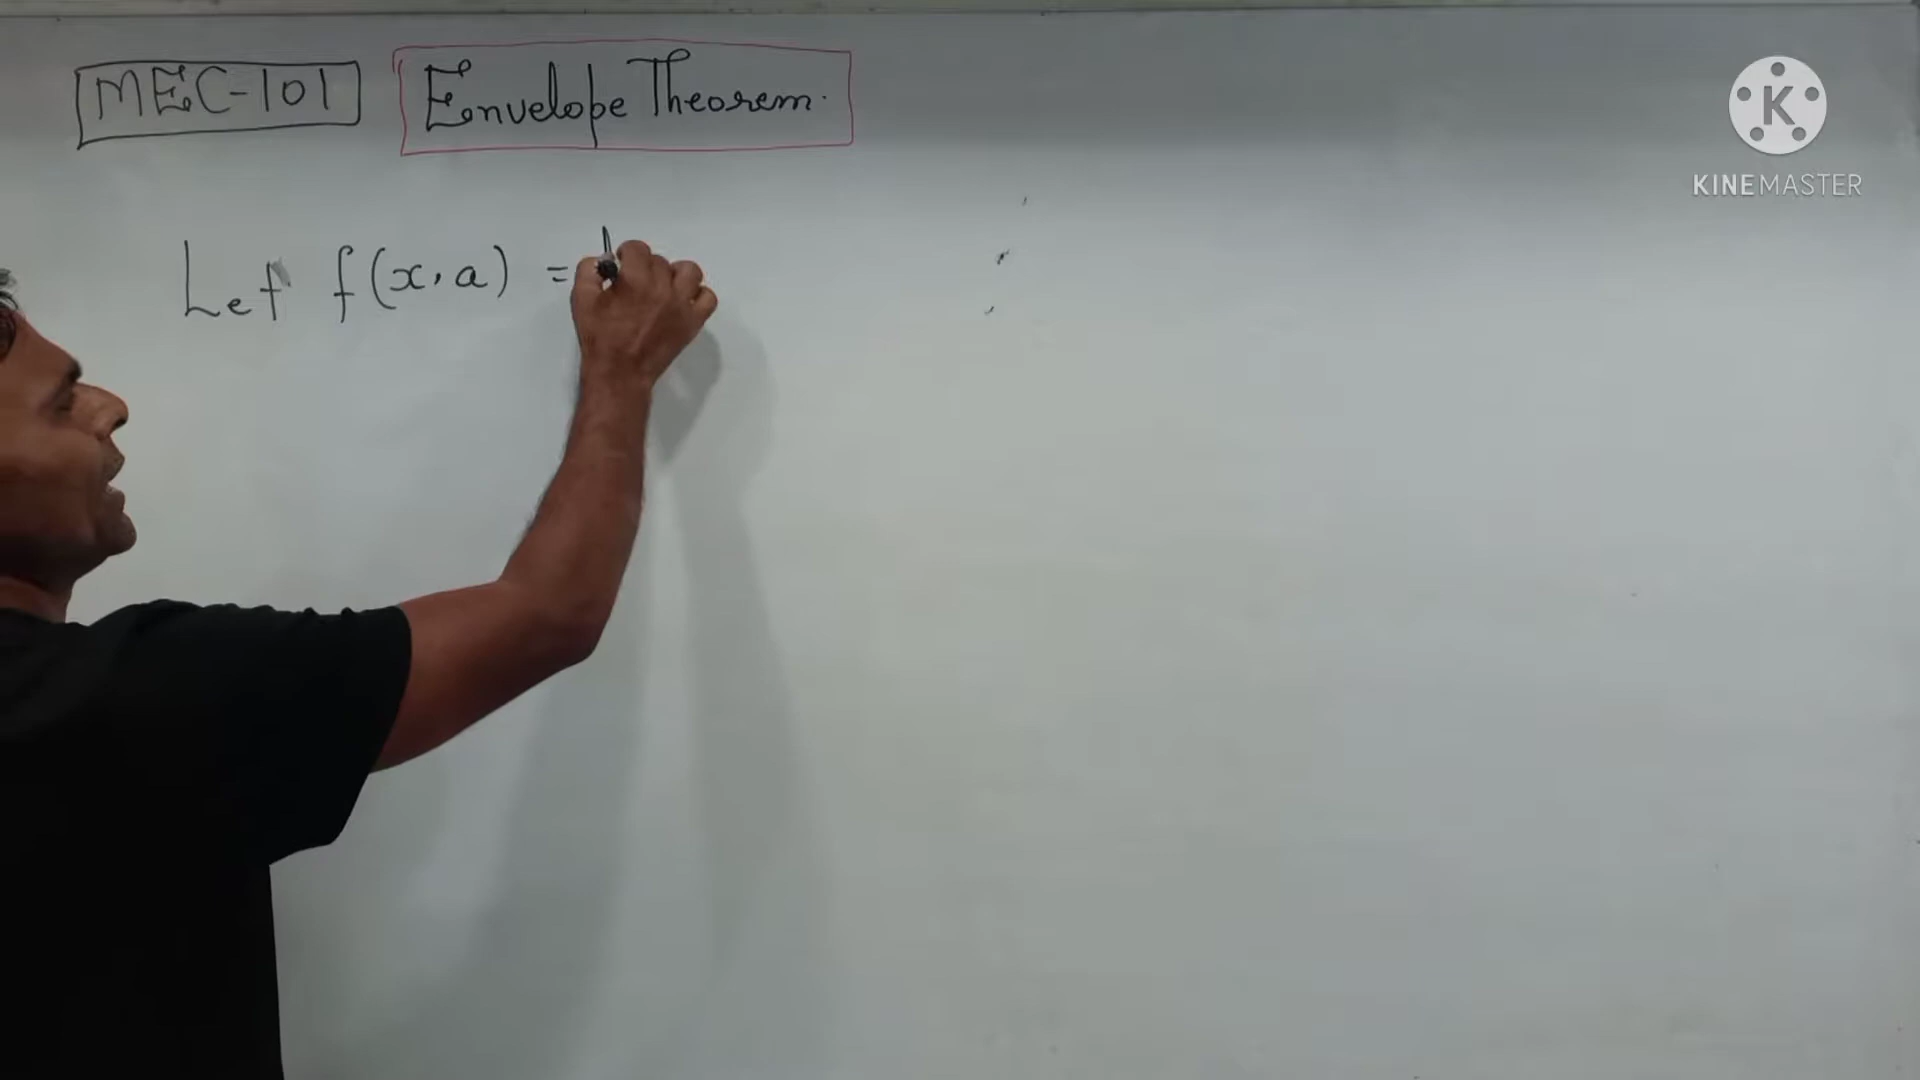 MEC-101 Envelope Theorem.
KINEMASTER
Let f(x, a) =